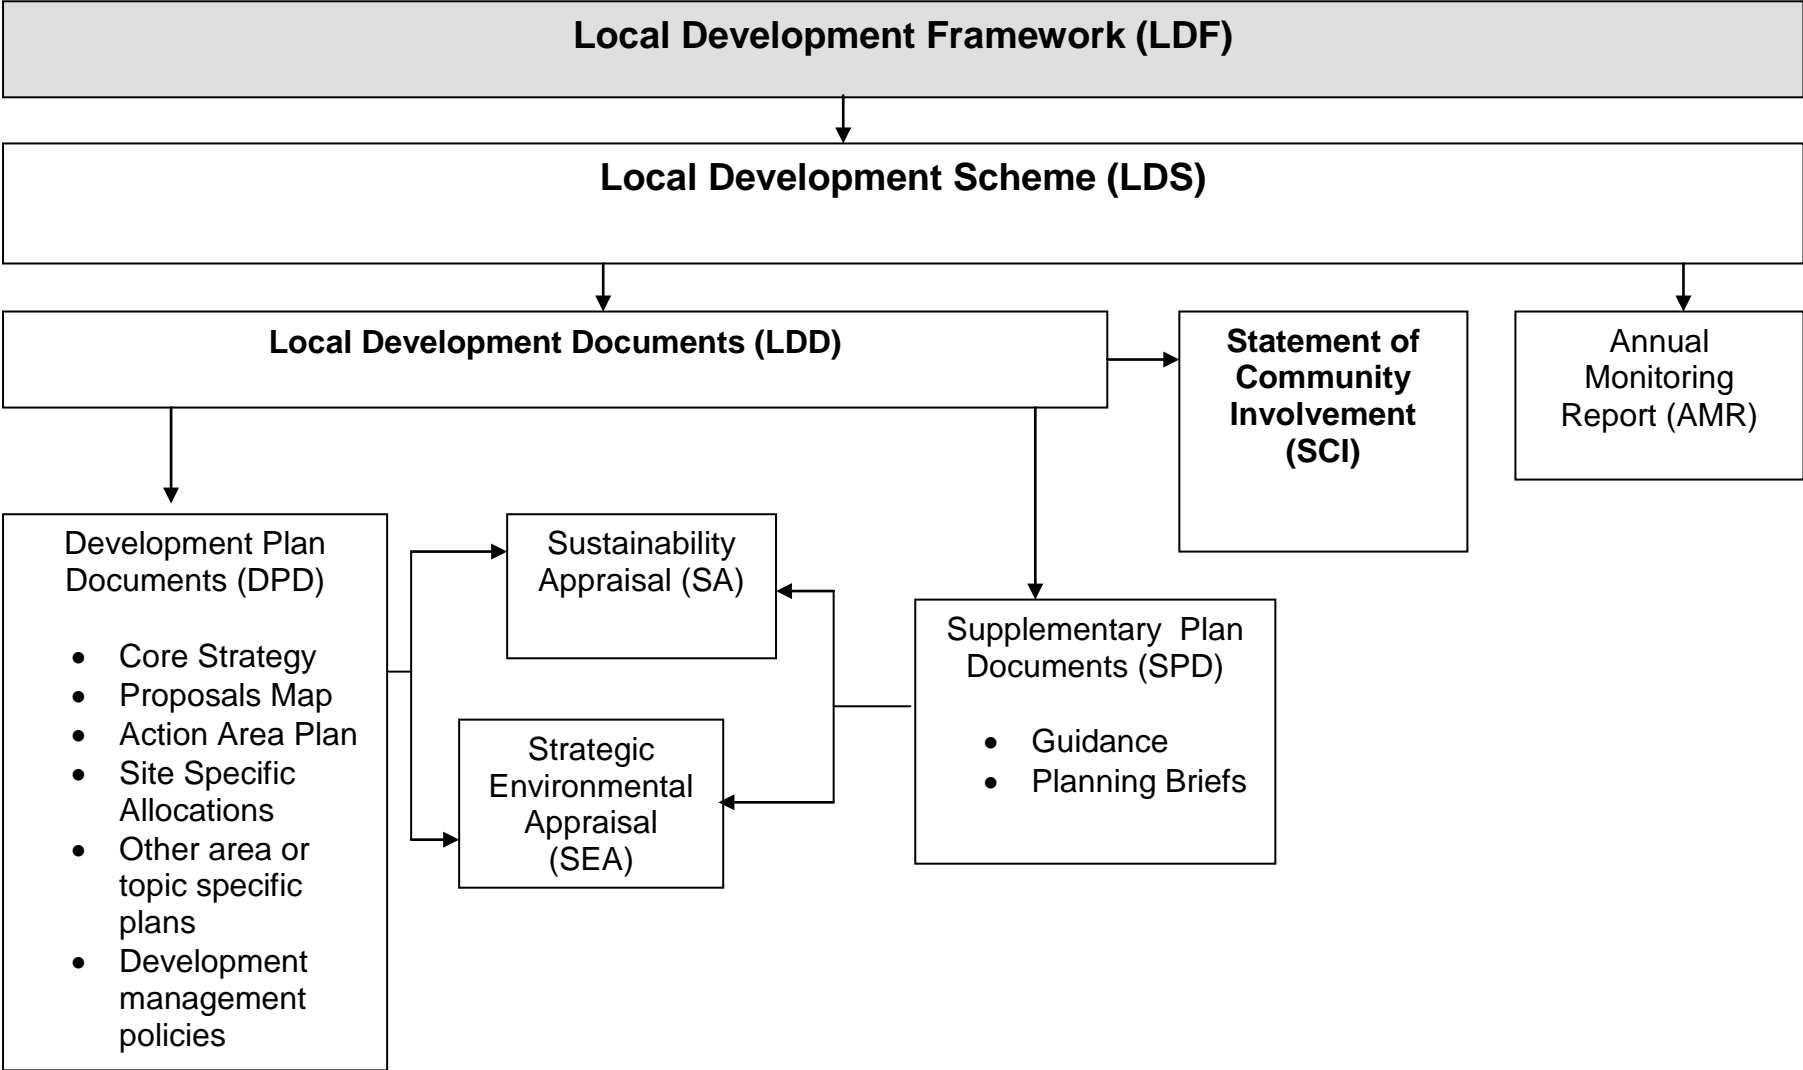 Local Development Framework (LDF)
Local Development Scheme (LDS)
Local Development Documents (LDD)
Statement of
Community
Involvement
(SCI)
Annual
Monitoring
Report (AMR)
Development Plan
Documents (DPD)
• Core Strategy
• Proposals Map
• Action Area Plan
• Site Specific
Allocations
• Other area or
topic specific
plans
• Development
management
policies
Sustainability
Appraisal (SA)
Strategic
Environmental
Appraisal
(SEA)
Supplementary Plan
Documents (SPD)
• Guidance
• Planning Briefs